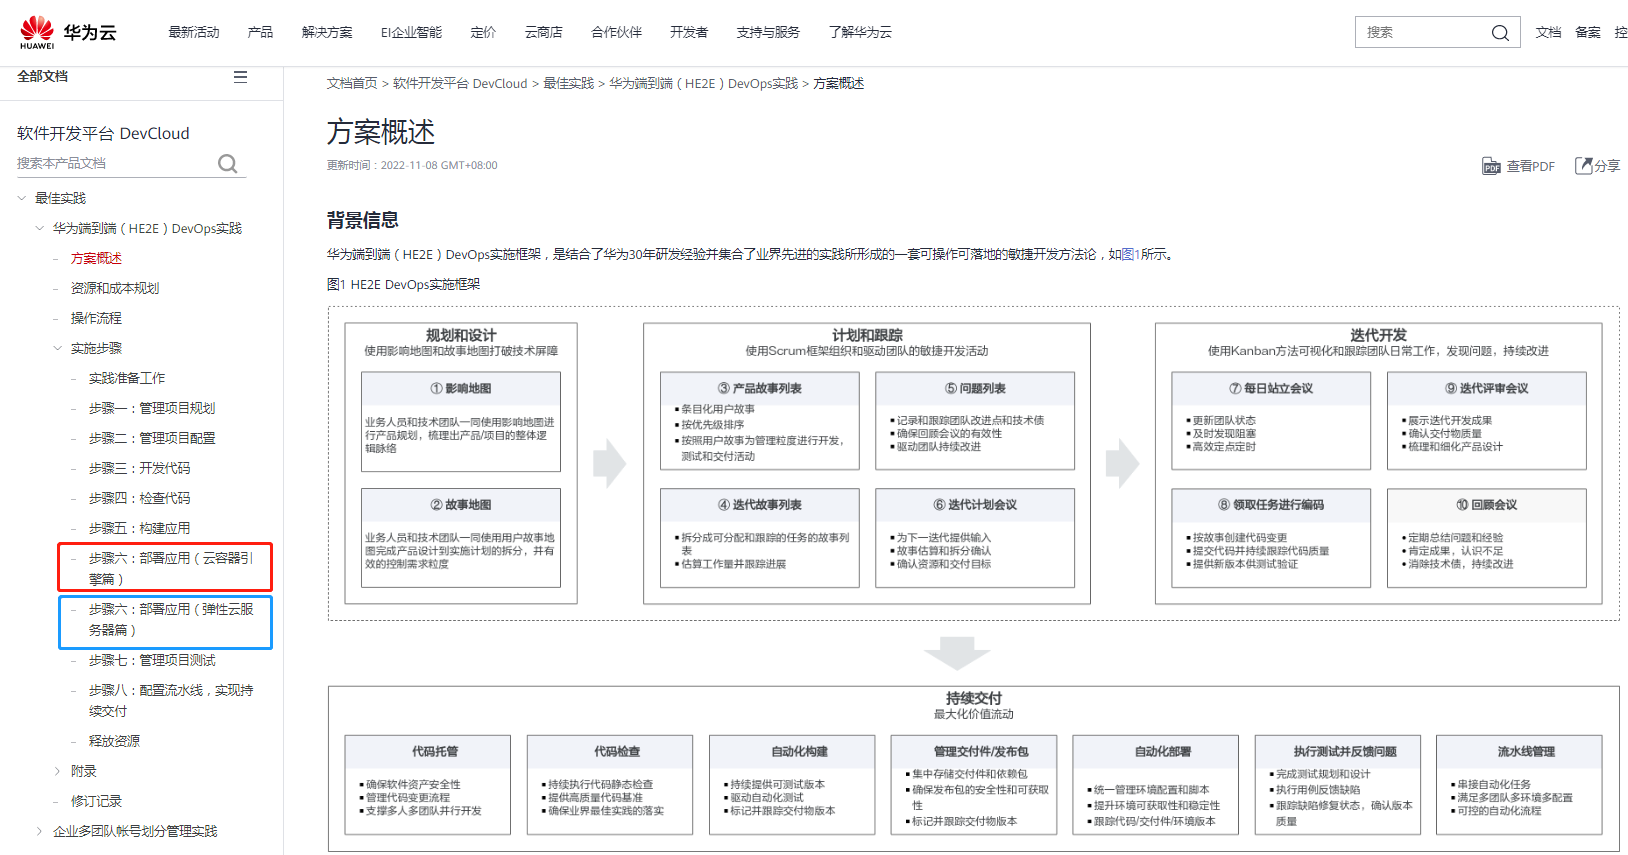 HUAWEI
华为云
最新活动
产品
解决方案
EI企业智能
定价
云商店
合作伙伴
开发者
支持与服务
了解华为云
搜索
文档
备案
控
全部文档
软件开发平台 DevCloud
搜索本产品文档
最佳实践
华为端到端（HE2E）DevOps实践
方案概述
资源和成本规划
操作流程
实施步骤
实践准备工作
步骤一：管理项目规划
步骤二：管理项目配置
步骤三：开发代码
步骤四：检查代码
步骤五：构建应用
步骤六：部署应用（云容器引
擎篇）
步骤六：部署应用（弹性云服
务器篇）
步骤七：管理项目测试
步骤八：配置流水线，实现持
续交付
释放资源
附录
修订记录
企业多团队帐号划分管理实践
文档首页 > 软件开发平台 DevCloud > 最佳实践 > 华为端到端（HE2E）DevOps实践 > 方案概述
方案概述
更新时间：2022-11-08 GMT+08:00
PDF
查看PDF
分享
背景信息
华为端到端（HE2E）DevOps实施框架，是结合了华为30年研发经验并集合了业界先进的实践所形成的一套可操作可落地的敏捷开发方法论，如图1所示。
图1 HE2E DevOps实施框架
规划和设计
使用影响地图和故事地图打破技术屏障
① 影响地图
业务人员和技术团队一同使用影响地图进
行产品规划，梳理出产品/项目的整体逻
辑脉络
② 故事地图
业务人员和技术团队一同使用用户故事地
图完成产品设计到实施计划的拆分，并有
效的控制需求粒度
计划和跟踪
使用Scrum框架组织和驱动团队的敏捷开发活动
③ 产品故事列表
▪条目化用户故事
▪按优先级排序
▪按照用户故事为管理粒度进行开发，
测试和交付活动
⑤ 问题列表
▪记录和跟踪团队改进点和技术债
▪确保回顾会议的有效性
▪驱动团队持续改进
④ 迭代故事列表
▪拆分成可分配和跟踪的任务的故事列
表
▪估算工作量并跟踪进展
⑥ 迭代计划会议
▪为下一迭代提供输入
▪故事估算和拆分确认
▪确认资源和交付目标
迭代开发
使用Kanban方法可视化和跟踪团队日常工作，发现问题，持续改进
⑦ 每日站立会议
▪更新团队状态
▪及时发现阻塞
▪高效定点定时
⑨ 迭代评审会议
▪展示迭代开发成果
▪确认交付物质量
▪梳理和细化产品设计
⑧ 领取任务进行编码
▪按故事创建代码变更
▪提交代码并持续跟踪代码质量
▪提供新版本供测试验证
⑩ 回顾会议
▪定期总结问题和经验
▪肯定成果，认识不足
▪消除技术债，持续改进
持续交付
最大化价值流动
代码托管
▪确保软件资产安全性
▪管理代码变更流程
▪支撑多人多团队并行开发
代码检查
▪持续执行代码静态检查
▪提供高质量代码基准
▪确保业界最佳实践的落实
自动化构建
▪持续提供可测试版本
▪驱动自动化测试
▪标记并跟踪交付物版本
管理交付件/发布包
▪集中存储交付件和依赖包
▪确保发布包的安全性和可获取
性
▪标记并跟踪交付物版本
自动化部署
▪统一管理环境配置和脚本
▪提升环境可获取性和稳定性
▪跟踪代码/交付件/环境版本
执行测试并反馈问题
▪完成测试规划和设计
▪执行用例反馈缺陷
▪跟踪缺陷修复状态，确认版本
质量
流水线管理
▪串接自动化任务
▪满足多团队多环境多配置
▪可控的自动化流程